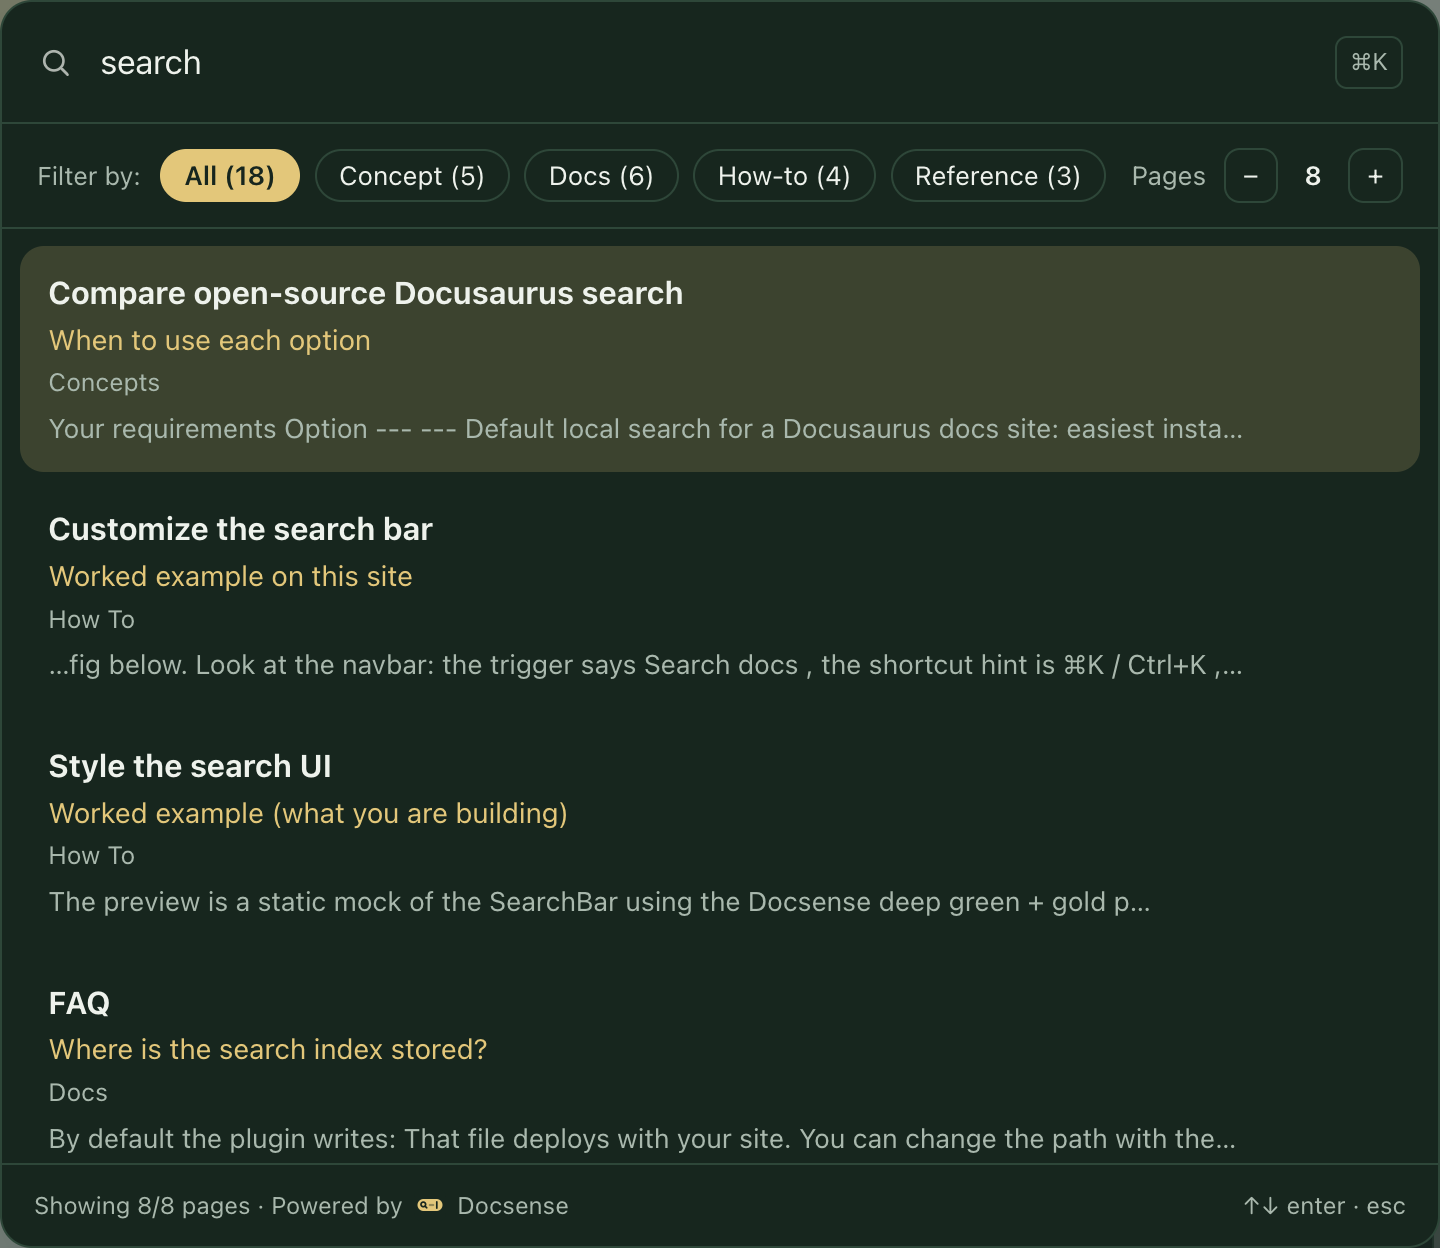 search
⌘K
Filter by: All (18) Concept (5) Docs (6) How-to (4) Reference (3) Pages − 8 +
Compare open-source Docusaurus search
When to use each option
Concepts
Your requirements Option --- --- Default local search for a Docusaurus docs site: easiest insta...
Customize the search bar
Worked example on this site
How To
...fig below. Look at the navbar: the trigger says Search docs , the shortcut hint is ⌘K / Ctrl+K ,...
Style the search UI
Worked example (what you are building)
How To
The preview is a static mock of the SearchBar using the Docsense deep green + gold p...
FAQ
Where is the search index stored?
Docs
By default the plugin writes: That file deploys with your site. You can change the path with the...
Showing 8/8 pages · Powered by Docsense
↑↓ enter · esc